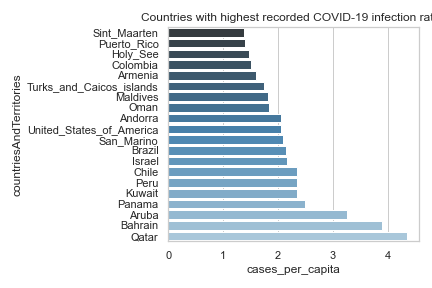 Countries with highest recorded COVID-19 infection rat
countriesAndTerritories
Sint_Maarten
Puerto_Rico
Holy_See
Colombia
Armenia
Turks_and_Caicos_islands
Maldives
Oman
Andorra
United_States_of_America
San_Marino
Brazil
Israel
Chile
Peru
Kuwait
Panama
Aruba
Bahrain
Qatar
0 1 2 3 4
cases_per_capita